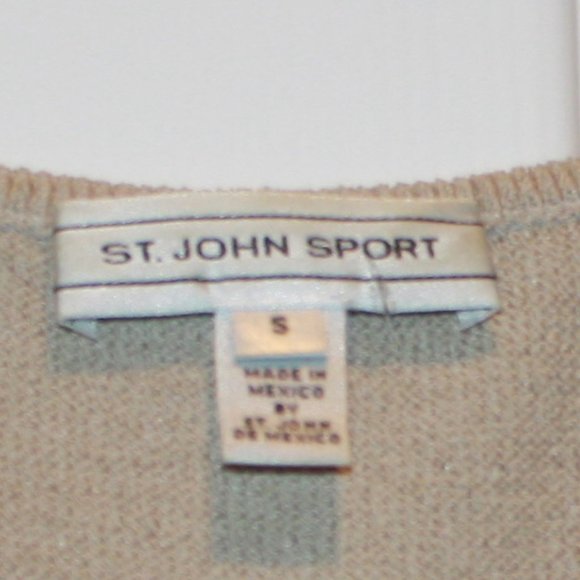 ST. JOHN SPORT
S
MADE IN
MEXICO
BY
ST. JOHN
DE MEXICO